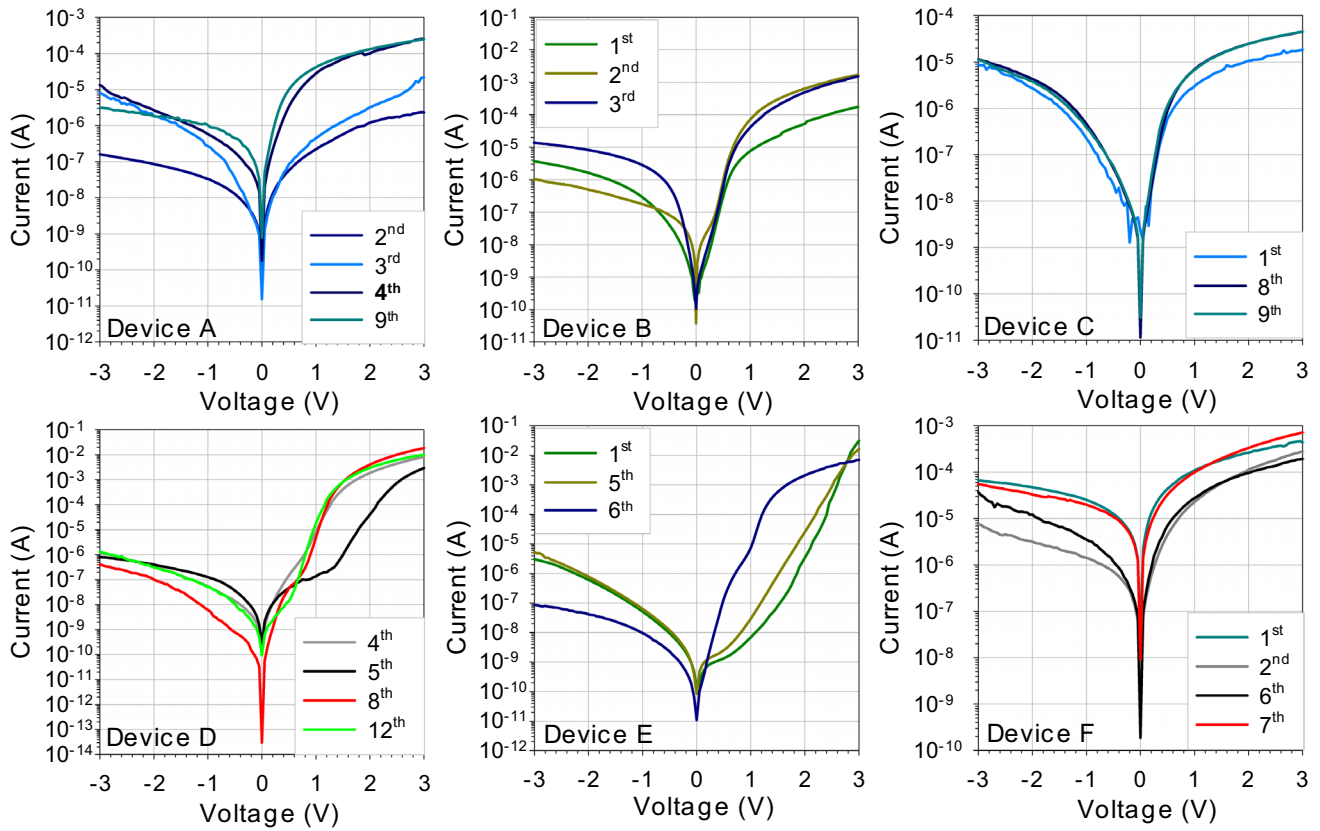 10⁻³
10⁻⁴
10⁻⁵
10⁻⁶
10⁻⁷
10⁻⁸
10⁻⁹
10⁻¹⁰
10⁻¹¹
10⁻¹²
Current (A)
2ⁿᵈ
3ʳᵈ
4ᵗʰ
9ᵗʰ
Device A
-3 -2 -1 0 1 2 3
Voltage (V)
10⁻¹
10⁻²
10⁻³
10⁻⁴
10⁻⁵
10⁻⁶
10⁻⁷
10⁻⁸
10⁻⁹
10⁻¹⁰
10⁻¹¹
Current (A)
1ˢᵗ
2ⁿᵈ
3ʳᵈ
Device B
-3 -2 -1 0 1 2 3
Voltage (V)
10⁻⁴
10⁻⁵
10⁻⁶
10⁻⁷
10⁻⁸
10⁻⁹
10⁻¹⁰
10⁻¹¹
Current (A)
1ˢᵗ
8ᵗʰ
9ᵗʰ
Device C
-3 -2 -1 0 1 2 3
Voltage (V)
10⁻¹
10⁻²
10⁻³
10⁻⁴
10⁻⁵
10⁻⁶
10⁻⁷
10⁻⁸
10⁻⁹
10⁻¹⁰
10⁻¹¹
10⁻¹²
10⁻¹³
10⁻¹⁴
Current (A)
4ᵗʰ
5ᵗʰ
8ᵗʰ
12ᵗʰ
Device D
-3 -2 -1 0 1 2 3
Voltage (V)
10⁻¹
10⁻²
10⁻³
10⁻⁴
10⁻⁵
10⁻⁶
10⁻⁷
10⁻⁸
10⁻⁹
10⁻¹⁰
10⁻¹¹
10⁻¹²
Current (A)
1ˢᵗ
5ᵗʰ
6ᵗʰ
Device E
-3 -2 -1 0 1 2 3
Voltage (V)
10⁻³
10⁻⁴
10⁻⁵
10⁻⁶
10⁻⁷
10⁻⁸
10⁻⁹
10⁻¹⁰
Current (A)
1ˢᵗ
2ⁿᵈ
6ᵗʰ
7ᵗʰ
Device F
-3 -2 -1 0 1 2 3
Voltage (V)